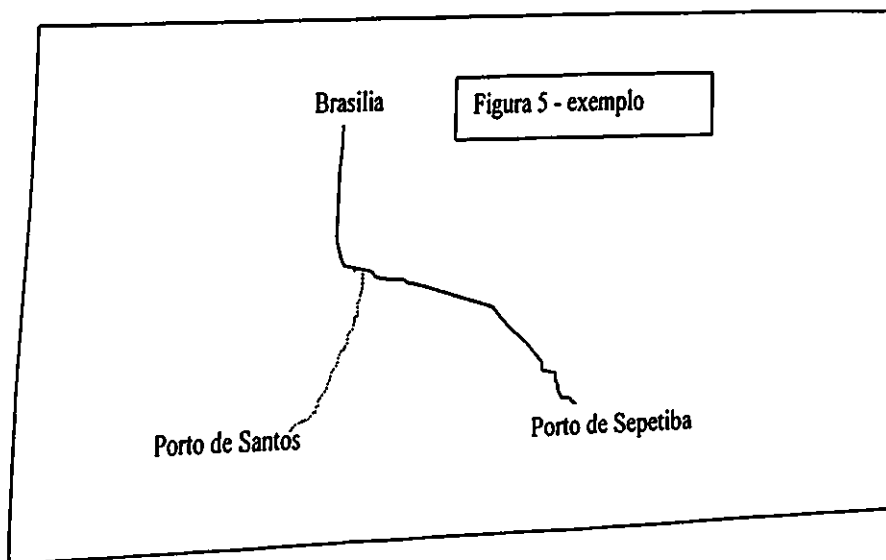 Brasilia
Figura 5 - exemplo
Porto de Santos
Porto de Sepetiba